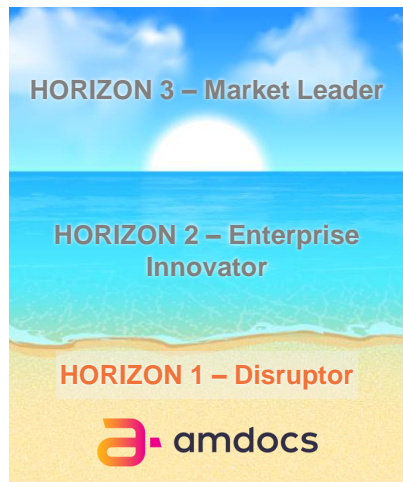 HORIZON 3 – Market Leader
HORIZON 2 – Enterprise
Innovator
HORIZON 1 – Disruptor
amdocs